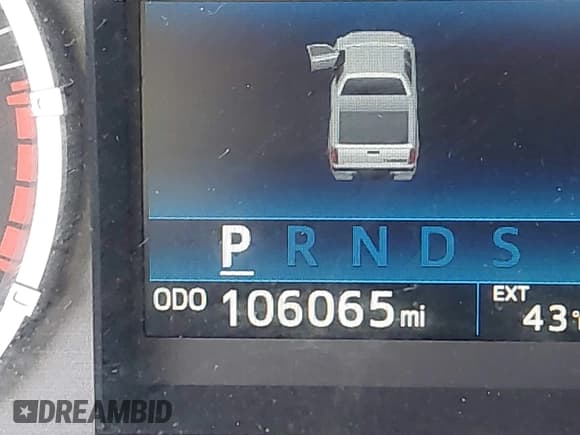 P R N D S
ODO 106065 mi EXT
43°
DREAMBID